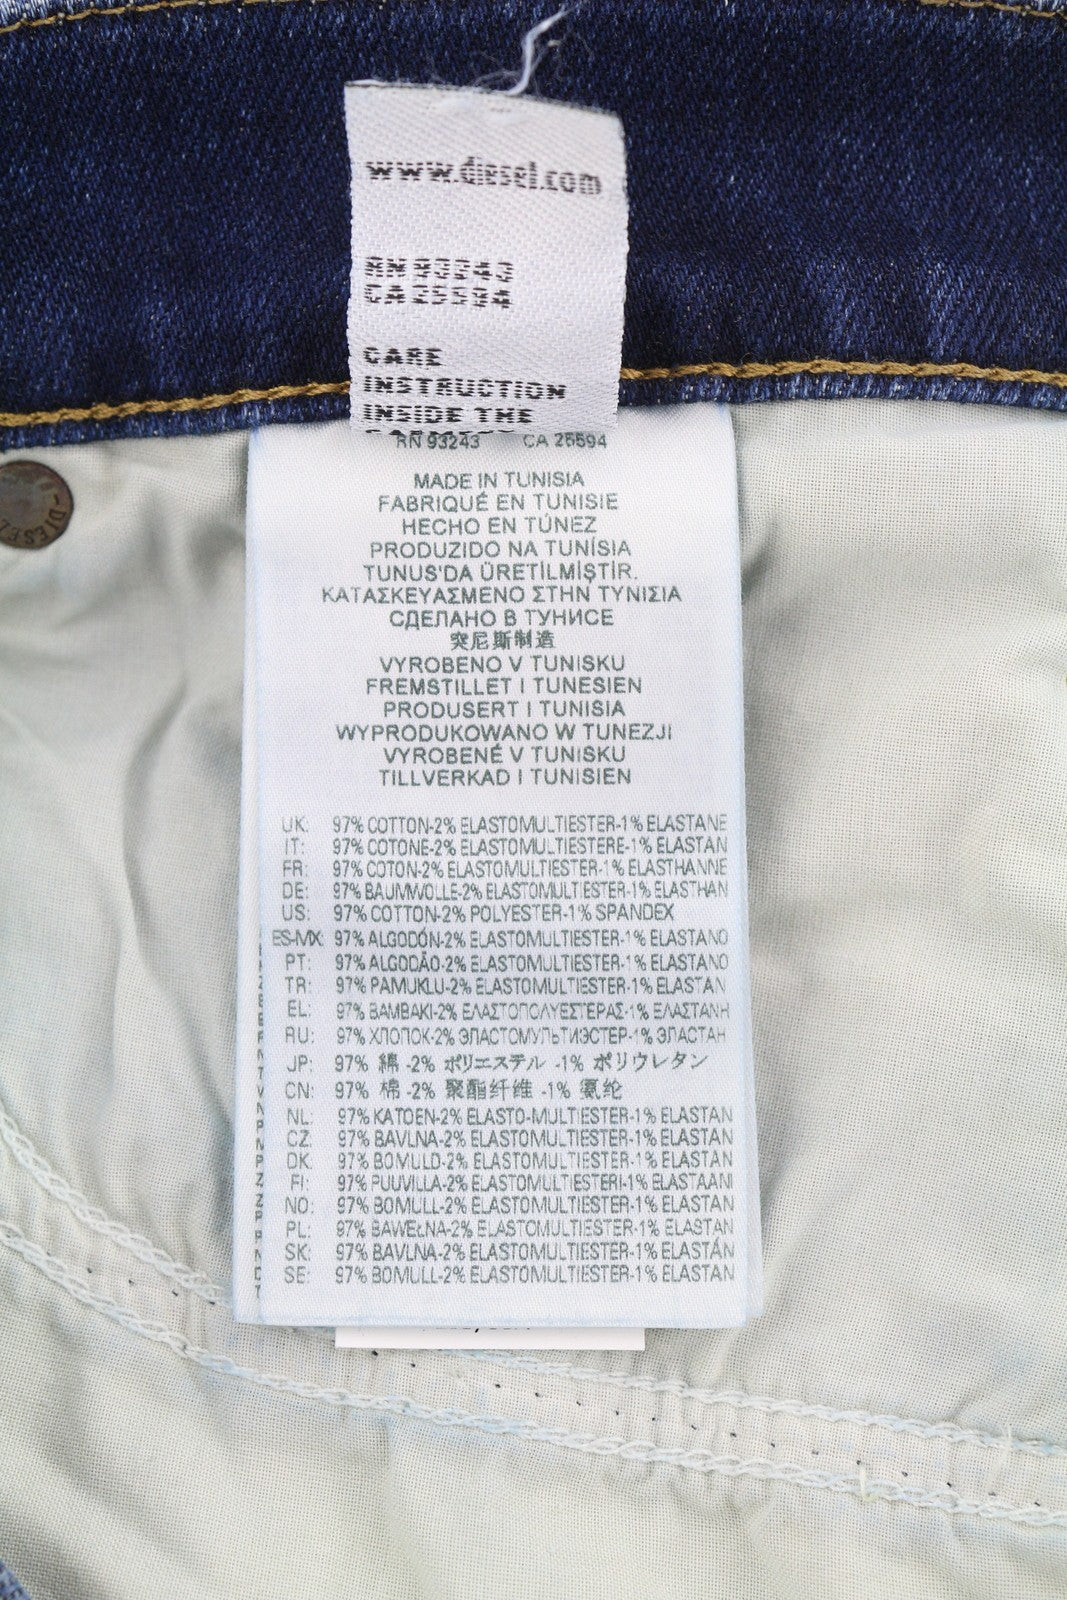 www.diesel.com
RN 93243
CA 25594
CARE
INSTRUCTION
INSIDE THE
RN 93243 CA 25594
MADE IN TUNISIA
FABRIQUÉ EN TUNISIE
HECHO EN TÚNEZ
PRODUZIDO NA TUNÍSIA
TUNUS'DA ÜRETİLMİŞTİR.
ΚΑΤΑΣΚΕΥΑΣΜΕΝΟ ΣΤΗΝ ΤΥΝΙΣΙΑ
СДЕЛАНО В ТУНИСЕ
突尼斯制造
VYROBENO V TUNISKU
FREMSTILLET I TUNESIEN
PRODUSERT I TUNISIA
WYPRODUKOWANO W TUNEZJI
VYROBENÉ V TUNISKU
TILLVERKAD I TUNISIEN
UK: 97% COTTON-2% ELASTOMULTIESTER-1% ELASTANE
IT: 97% COTONE-2% ELASTOMULTIESTERE-1% ELASTAN
FR: 97% COTON-2% ELASTOMULTIESTER-1% ELASTHANNE
DE: 97% BAUMWOLLE-2% ELASTOMULTIESTER-1% ELASTHAN
US: 97% COTTON-2% POLYESTER-1% SPANDEX
ES-MX: 97% ALGODÓN-2% ELASTOMULTIESTER-1% ELASTANO
PT: 97% ALGODÃO-2% ELASTOMULTIESTER-1% ELASTANO
TR: 97% PAMUKLU-2% ELASTOMULTIESTER-1% ELASTAN
EL: 97% ΒΑΜΒΑΚΙ-2% ΕΛΑΣΤΟΠΟΛΥΕΣΤΕΡΑΣ-1% ΕΛΑΣΤΑΝΗ
RU: 97% ХЛОПОК-2% ЭЛАСТОМУЛЬТИЭСТЕР-1% ЭЛАСТАН
JP: 97% 綿 -2% ポリエステル -1% ポリウレタン
CN: 97% 棉 -2% 聚酯纤维 -1% 氨纶
NL: 97% KATOEN-2% ELASTO-MULTIESTER-1% ELASTAN
CZ: 97% BAVLNA-2% ELASTOMULTIESTER-1% ELASTAN
DK: 97% BOMULD-2% ELASTOMULTIESTER-1% ELASTAN
FI: 97% PUUVILLA-2% ELASTOMULTIESTERI-1% ELASTAANI
NO: 97% BOMULL-2% ELASTOMULTIESTER-1% ELASTAN
PL: 97% BAWEŁNA-2% ELASTOMULTIESTER-1% ELASTAN
SK: 97% BAVLNA-2% ELASTOMULTIESTER-1% ELASTÁN
SE: 97% BOMULL-2% ELASTOMULTIESTER-1% ELASTAN
DIESEL